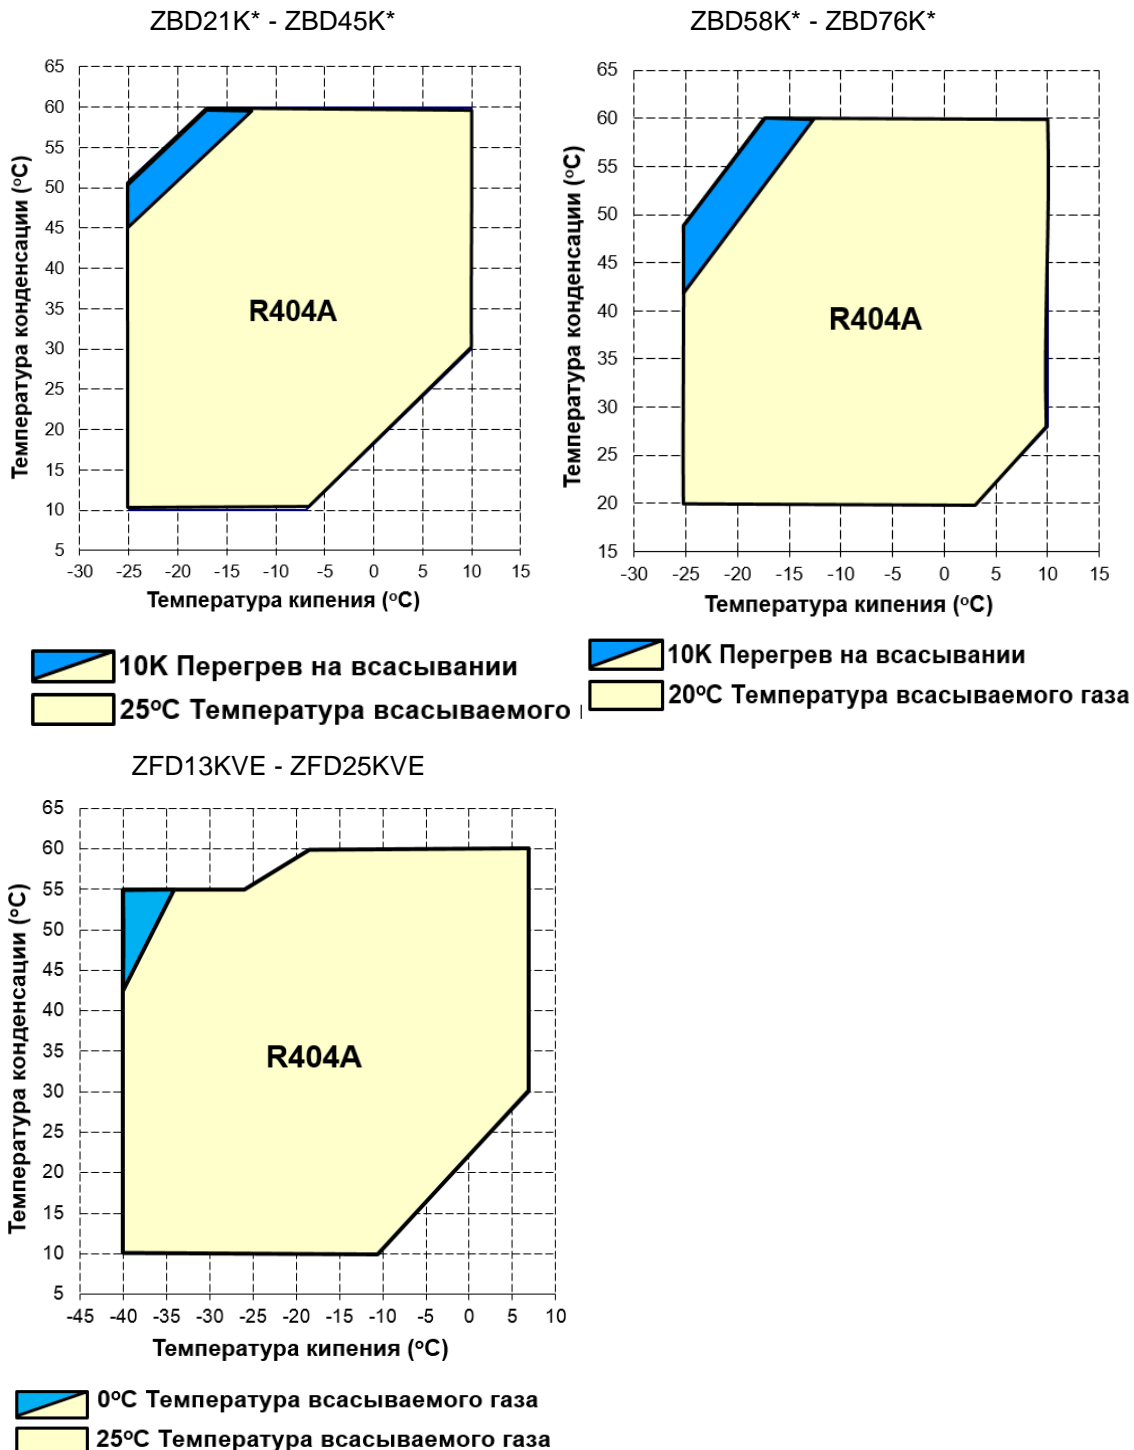 ZBD21K* - ZBD45K*
65
60
55
50
45
40
35
30
25
20
15
10
5
-30 -25 -20 -15 -10 -5 0 5 10 15
Температура конденсации (°C)
R404A
Температура кипения (°C)
10K Перегрев на всасывании
25°C Температура всасываемого
ZBD58K* - ZBD76K*
65
60
55
50
45
40
35
30
25
20
15
-30 -25 -20 -15 -10 -5 0 5 10 15
Температура конденсации (°C)
R404A
Температура кипения (°C)
10K Перегрев на всасывании
20°C Температура всасываемого газа
ZFD13KVE - ZFD25KVE
65
60
55
50
45
40
35
30
25
20
15
10
5
-45 -40 -35 -30 -25 -20 -15 -10 -5 0 5 10
Температура конденсации (°C)
R404A
Температура кипения (°C)
0°C Температура всасываемого газа
25°C Температура всасываемого газа